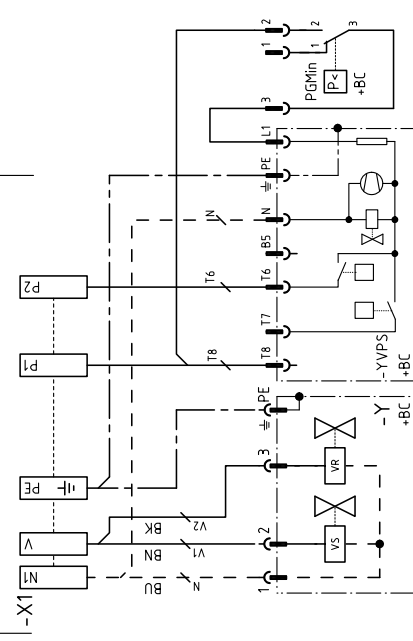 2
1
2
1
3
PGMin
P<
+BC
3
L1
PE
N
N
B5
P2
T6
T6
T7
P1
T8
T8
-YVPS
+BC
PE
PE
-Y
+BC
3
VR
V
BK
V2
BN
V1
2
VS
N1
BU
N
1
-X1